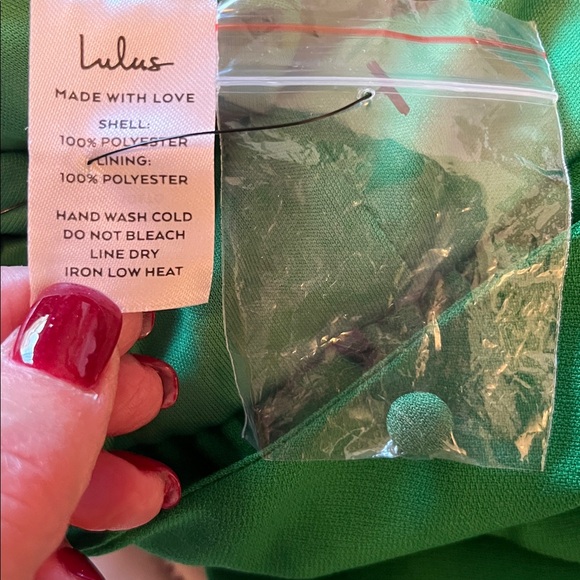 Lulus
MADE WITH LOVE
SHELL:
100% POLYESTER
LINING:
100% POLYESTER
HAND WASH COLD
DO NOT BLEACH
LINE DRY
IRON LOW HEAT